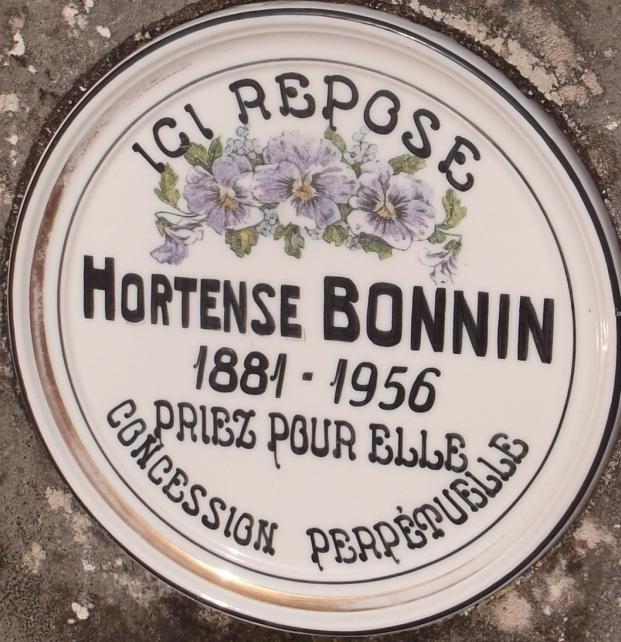 ICI REPOSE
HORTENSE BONNIN
1881 - 1956
PRIEZ POUR ELLE
CONCESSION PERPÉTUELLE